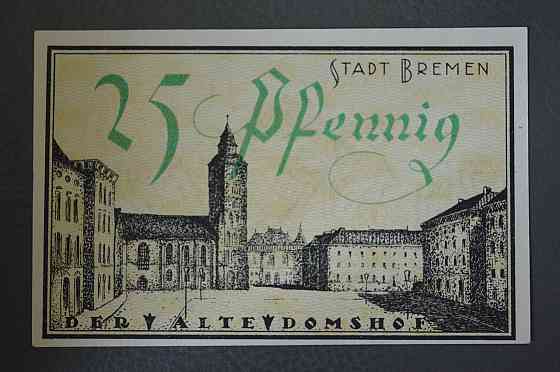 STADT BREMEN
25 Pfennig
DER ALTE DOMSHOF